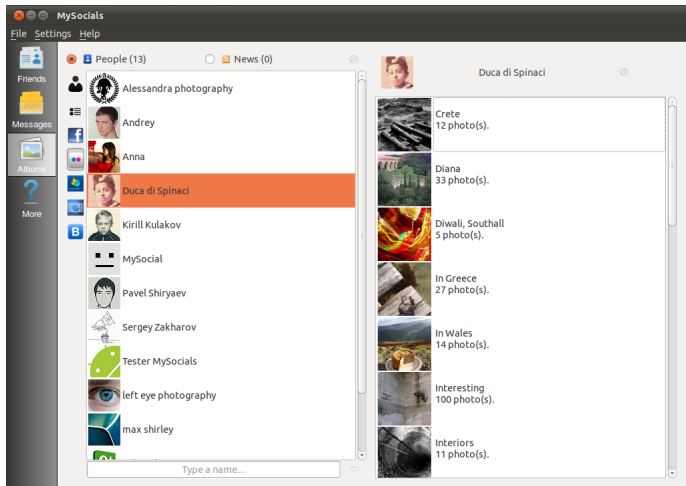 MySocials
File Settings Help
Friends
Messages
Albums
More
People (13)
News (0)
Alessandra photography
Andrey
Anna
Duca di Spinaci
Kirill Kulakov
MySocial
Pavel Shiryaev
Sergey Zakharov
Tester MySocials
left eye photography
max shirley
Type a name...
Duca di Spinaci
Crete
12 photo(s).
Diana
33 photo(s).
Diwali, Southall
5 photo(s).
In Greece
27 photo(s).
In Wales
14 photo(s).
Interesting
100 photo(s).
Interiors
11 photo(s).